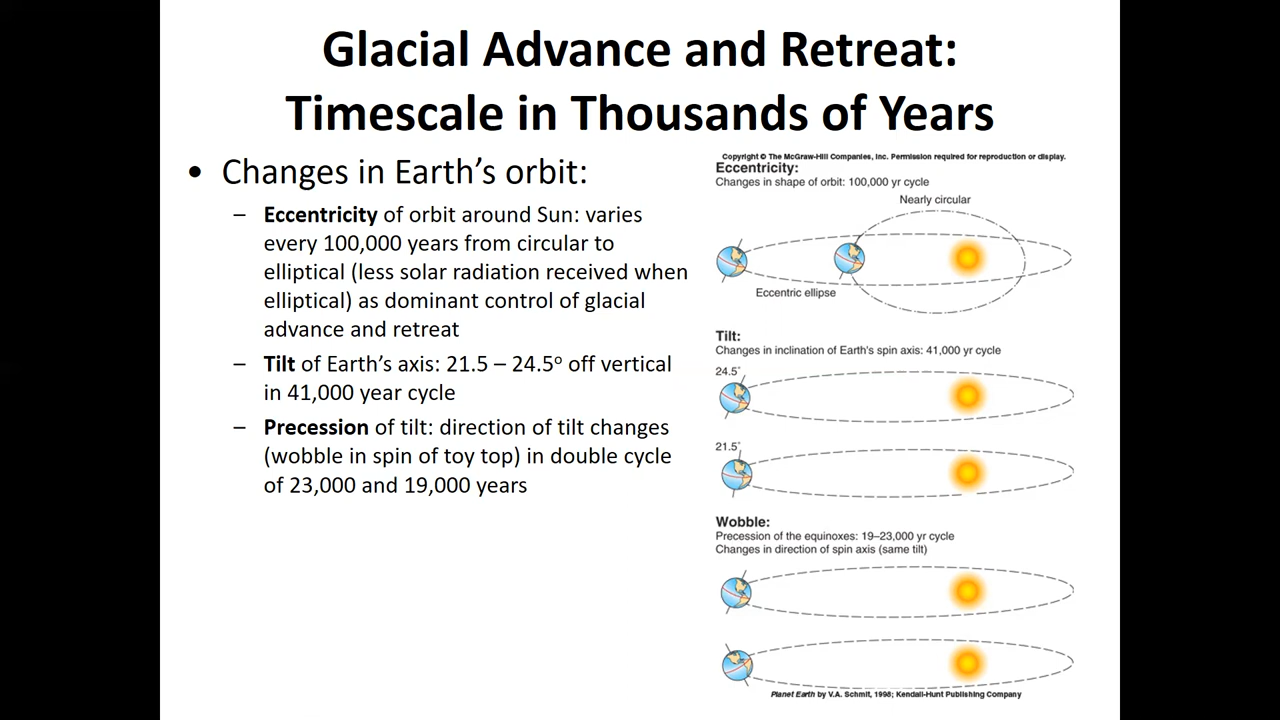 Glacial Advance and Retreat:
Timescale in Thousands of Years
• Changes in Earth’s orbit:
– Eccentricity of orbit around Sun: varies
every 100,000 years from circular to
elliptical (less solar radiation received when
elliptical) as dominant control of glacial
advance and retreat
– Tilt of Earth’s axis: 21.5 – 24.5º off vertical
in 41,000 year cycle
– Precession of tilt: direction of tilt changes
(wobble in spin of toy top) in double cycle
of 23,000 and 19,000 years
Copyright © The McGraw-Hill Companies, Inc. Permission required for reproduction or display.
Eccentricity:
Changes in shape of orbit: 100,000 yr cycle
Nearly circular
Eccentric ellipse
Tilt:
Changes in inclination of Earth's spin axis: 41,000 yr cycle
24.5°
21.5°
Wobble:
Precession of the equinoxes: 19–23,000 yr cycle
Changes in direction of spin axis (same tilt)
Planet Earth by V.A. Schmit, 1998; Kendall-Hunt Publishing Company